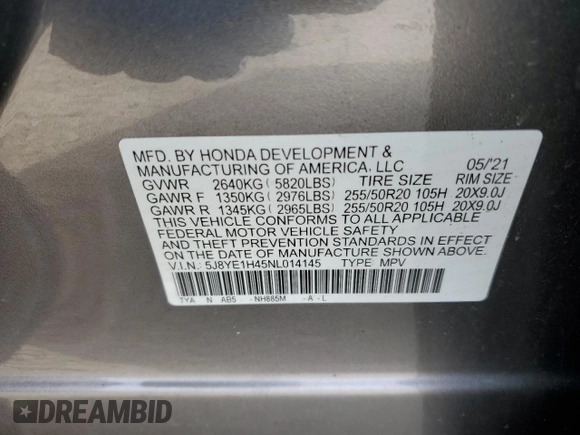 MFD. BY HONDA DEVELOPMENT &
MANUFACTURING OF AMERICA, LLC 05/'21
GVWR 2640KG( 5820LBS) TIRE SIZE RIM SIZE
GAWR F 1350KG( 2976LBS) 255/50R20 105H 20X9.0J
GAWR R 1345KG( 2965LBS) 255/50R20 105H 20X9.0J
THIS VEHICLE CONFORMS TO ALL APPLICABLE
FEDERAL MOTOR VEHICLE SAFETY
AND THEFT PREVENTION STANDARDS IN EFFECT
ON THE DATE OF MANUFACTURE SHOWN ABOVE.
V.I.N.: 5J8YE1H45NL014145 TYPE: MPV
TYA N AB5 -NH885M -A-L
DREAMBID